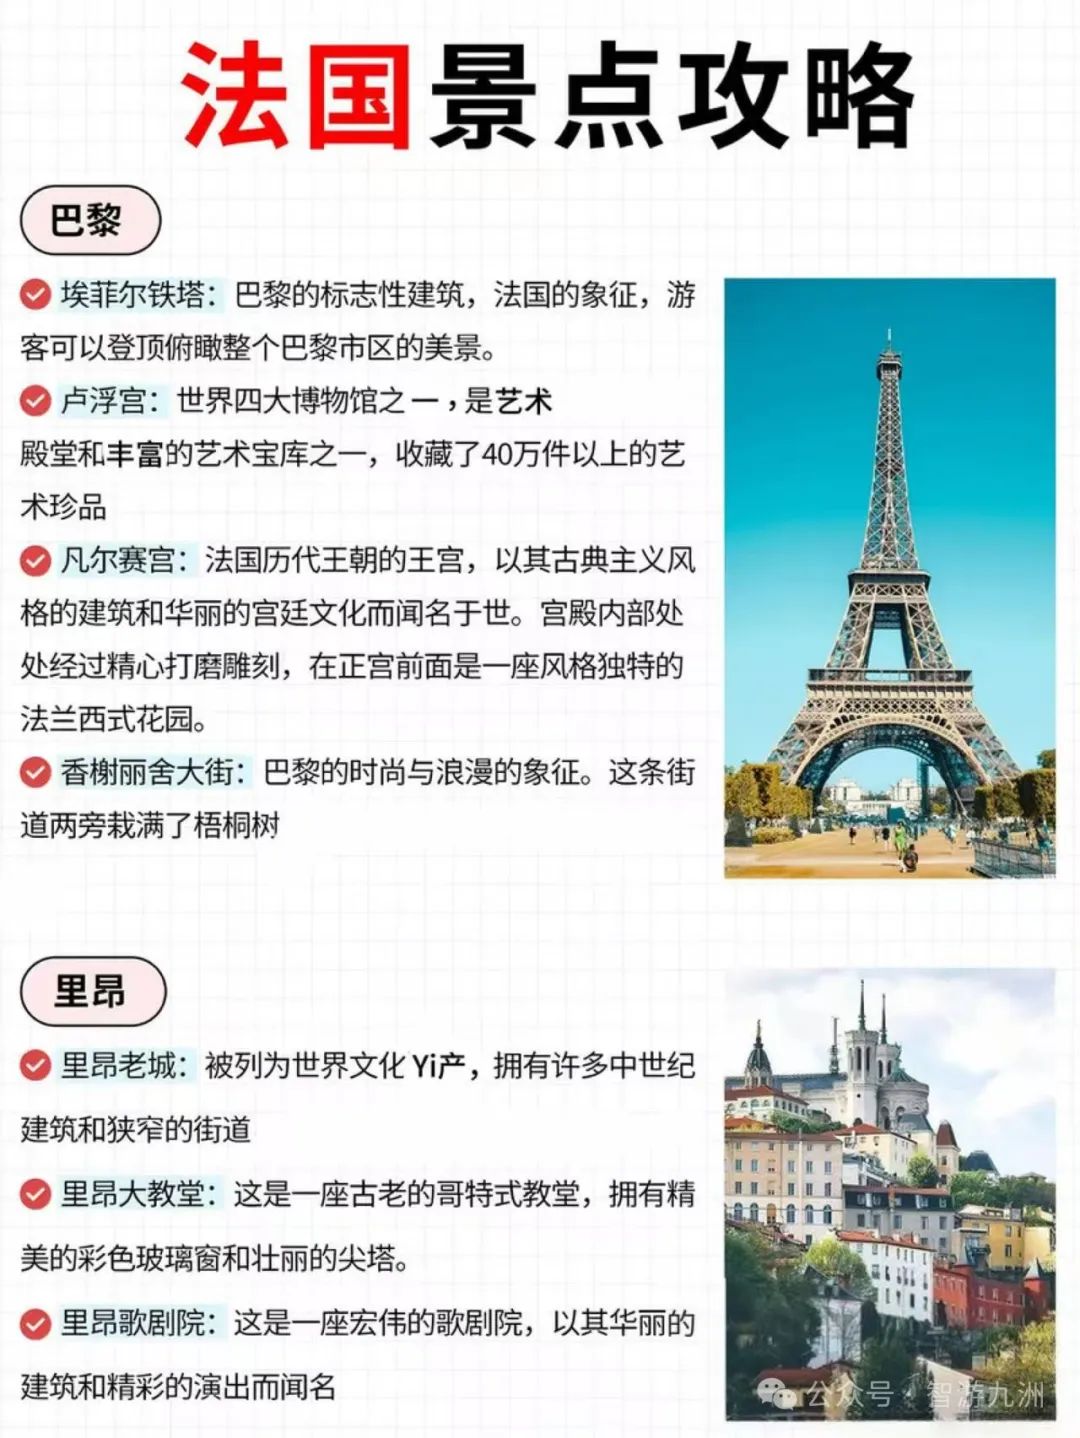 法国景点攻略
巴黎
埃菲尔铁塔：巴黎的标志性建筑，法国的象征，游
客可以登顶俯瞰整个巴黎市区的美景。
卢浮宫：世界四大博物馆之一，是艺术
殿堂和丰富的艺术宝库之一，收藏了40万件以上的艺
术珍品
凡尔赛宫：法国历代王朝的王宫，以其古典主义风
格的建筑和华丽的宫廷文化而闻名于世。宫殿内部处
处经过精心打磨雕刻，在正宫前面是一座风格独特的
法兰西式花园。
香榭丽舍大街：巴黎的时尚与浪漫的象征。这条街
道两旁栽满了梧桐树
里昂
里昂老城：被列为世界文化Yi产，拥有许多中世纪
建筑和狭窄的街道
里昂大教堂：这是一座古老的哥特式教堂，拥有精
美的彩色玻璃窗和壮丽的尖塔。
里昂歌剧院：这是一座宏伟的歌剧院，以其华丽的
建筑和精彩的演出而闻名
公众号·智游九洲